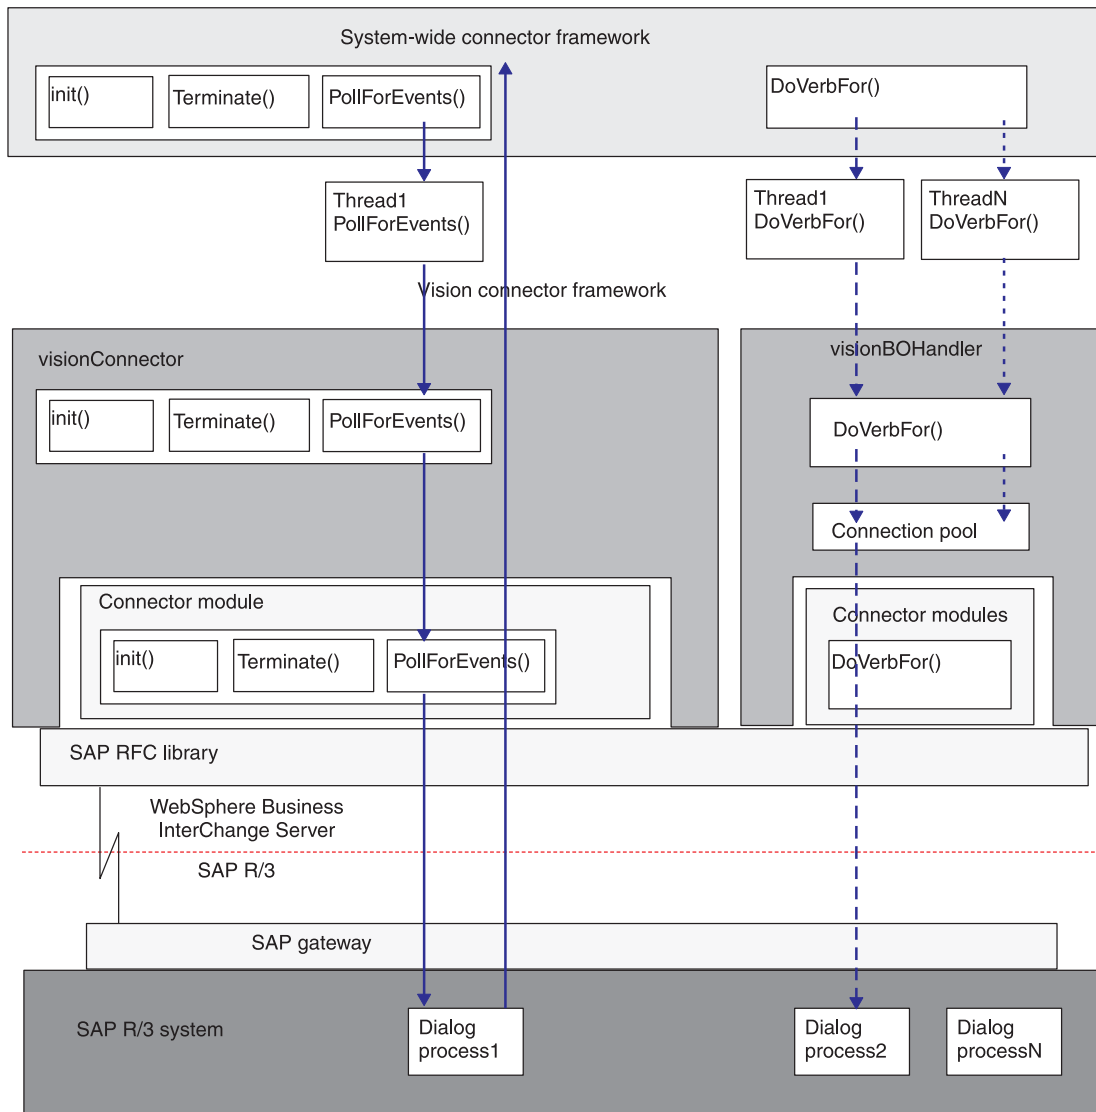 System-wide connector framework
init()
Terminate()
PollForEvents()
DoVerbFor()
Thread1
PollForEvents()
Thread1
DoVerbFor()
ThreadN
DoVerbFor()
Vision connector framework
visionConnector
visionBOHandler
init()
Terminate()
PollForEvents()
DoVerbFor()
Connection pool
Connector module
init()
Terminate()
PollForEvents()
Connector modules
DoVerbFor()
SAP RFC library
WebSphere Business
InterChange Server
SAP R/3
SAP gateway
SAP R/3 system
Dialog
process1
Dialog
process2
Dialog
processN